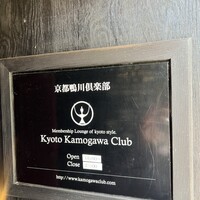 京都鴨川倶楽部
Membership Lounge of kyoto style.
Kyoto Kamogawa Club
Open
Close
http://www.kamogawaclub.com